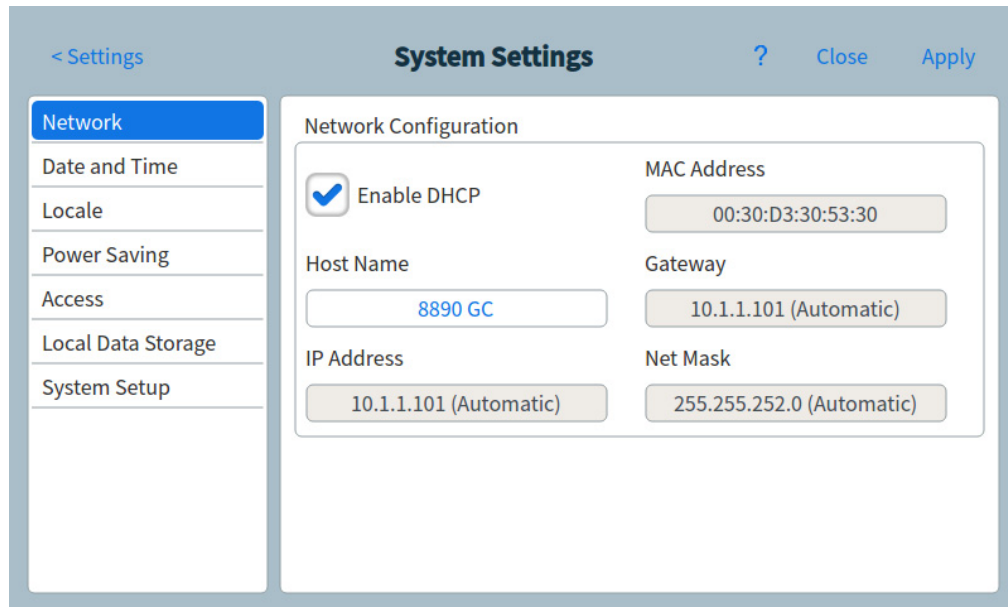 < Settings
System Settings
?
Close
Apply
Network
Date and Time
Locale
Power Saving
Access
Local Data Storage
System Setup
Network Configuration
Enable DHCP
MAC Address
00:30:D3:30:53:30
Host Name
8890 GC
Gateway
10.1.1.101 (Automatic)
IP Address
10.1.1.101 (Automatic)
Net Mask
255.255.252.0 (Automatic)